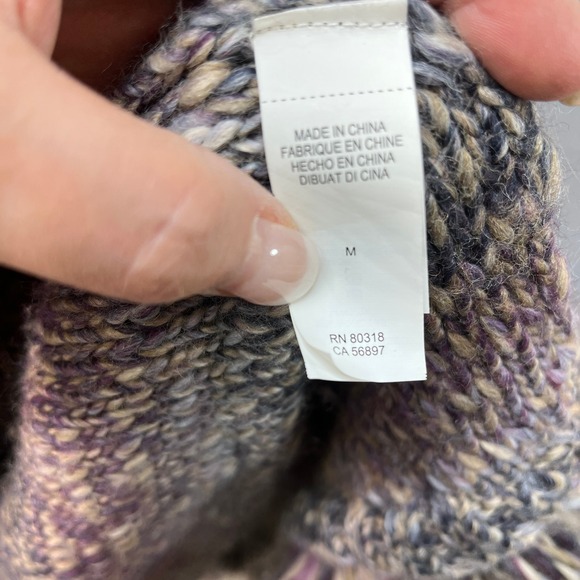 MADE IN CHINA
FABRIQUE EN CHINE
HECHO EN CHINA
DIBUAT DI CINA
M
RN 80318
CA 56897